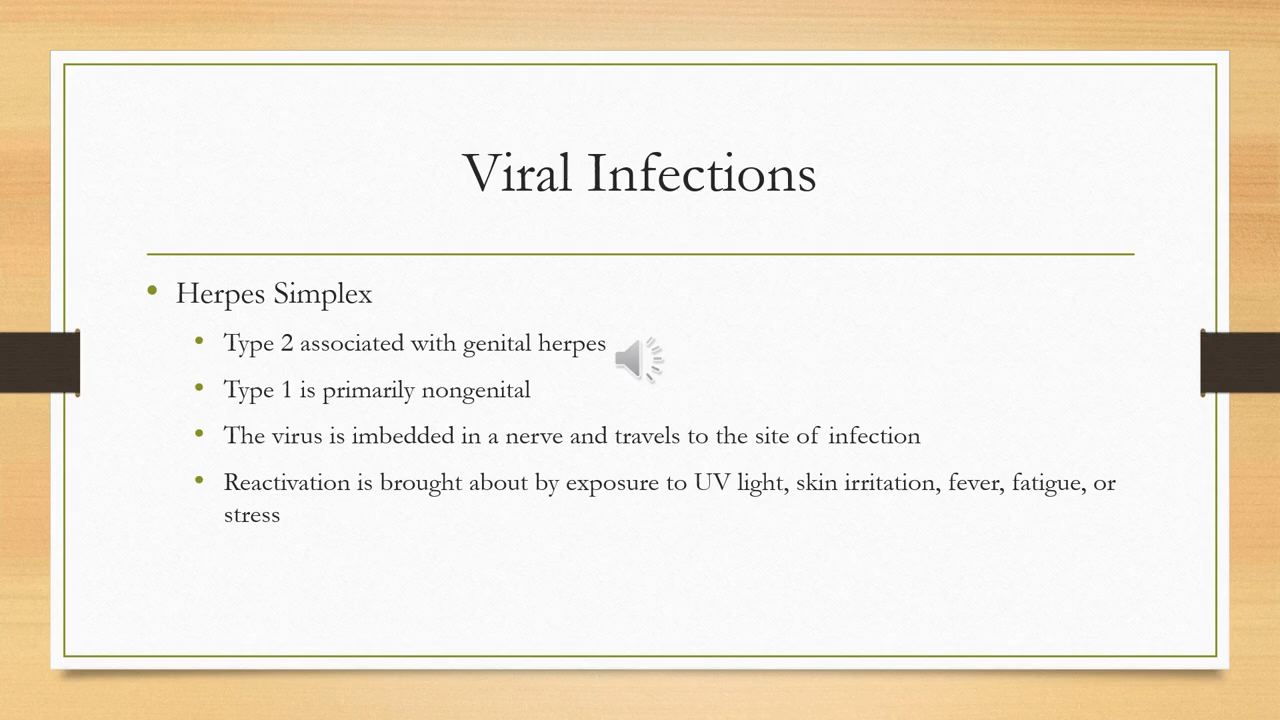 Viral Infections
• Herpes Simplex
• Type 2 associated with genital herpes
• Type 1 is primarily nongenital
• The virus is imbedded in a nerve and travels to the site of infection
• Reactivation is brought about by exposure to UV light, skin irritation, fever, fatigue, or
stress